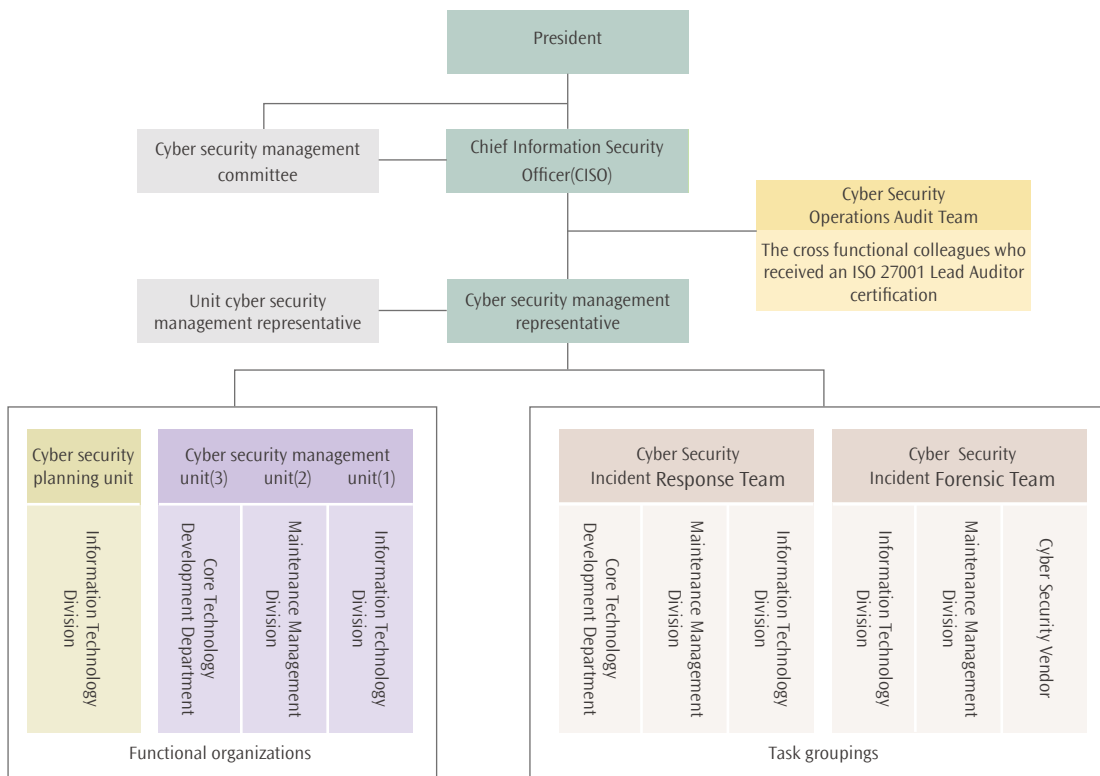 President
Cyber security management
committee
Chief Information Security
Officer(CISO)
Cyber Security
Operations Audit Team
The cross functional colleagues who
received an ISO 27001 Lead Auditor
certification
Unit cyber security
management representative
Cyber security management
representative
Cyber security
planning unit
Information Technology
Division
Cyber security management
unit(3) unit(2) unit(1)
Core Technology
Development Department
Maintenance Management
Division
Information Technology
Division
Functional organizations
Cyber Security
Incident Response Team
Core Technology
Development Department
Maintenance Management
Division
Information Technology
Division
Cyber Security
Incident Forensic Team
Information Technology
Division
Maintenance Management
Division
Cyber Security Vendor
Task groupings